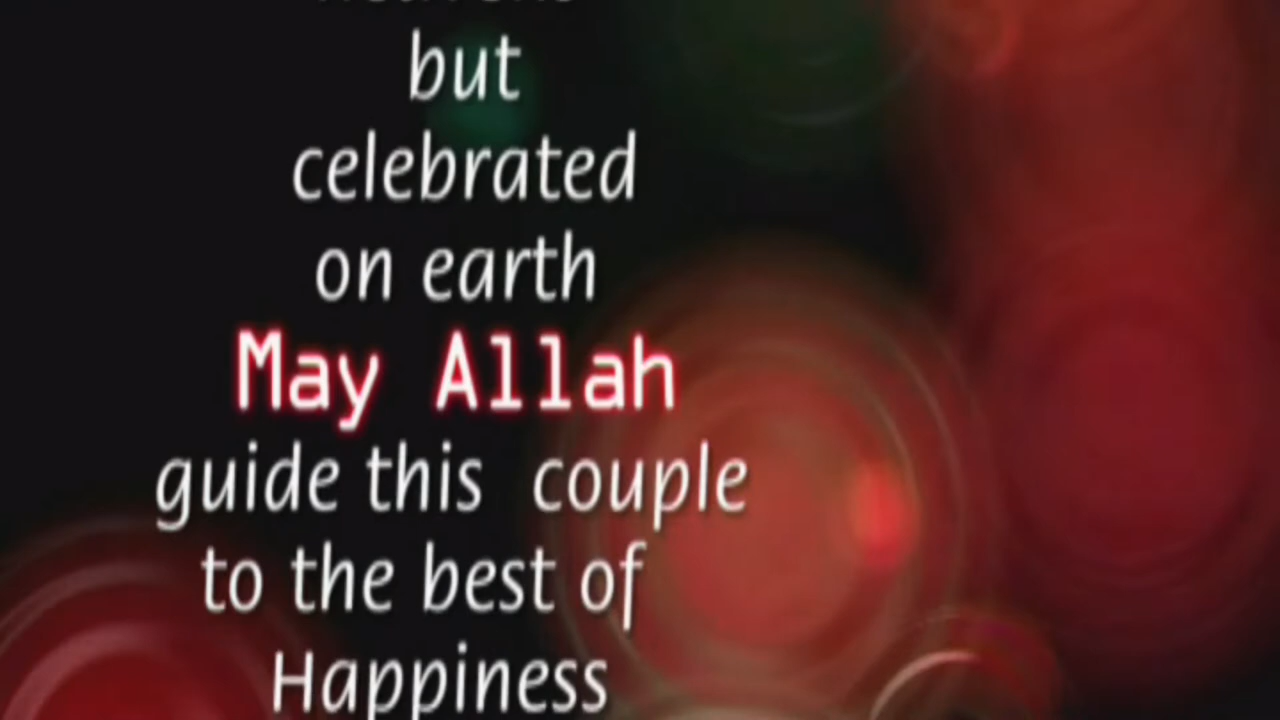 but
celebrated
on earth
May Allah
guide this couple
to the best of
Happiness